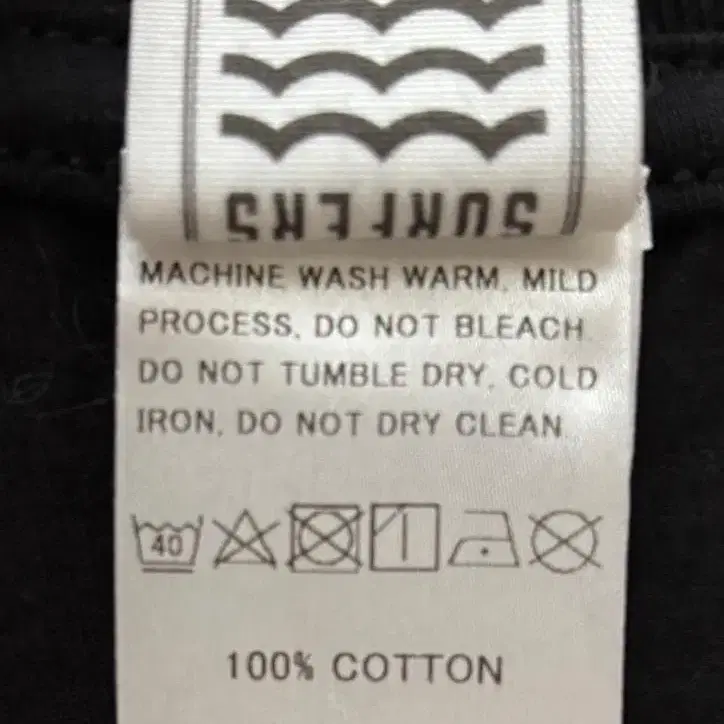 SURFERS
MACHINE WASH WARM, MILD
PROCESS, DO NOT BLEACH
DO NOT TUMBLE DRY, COLD
IRON, DO NOT DRY CLEAN
40
100% COTTON